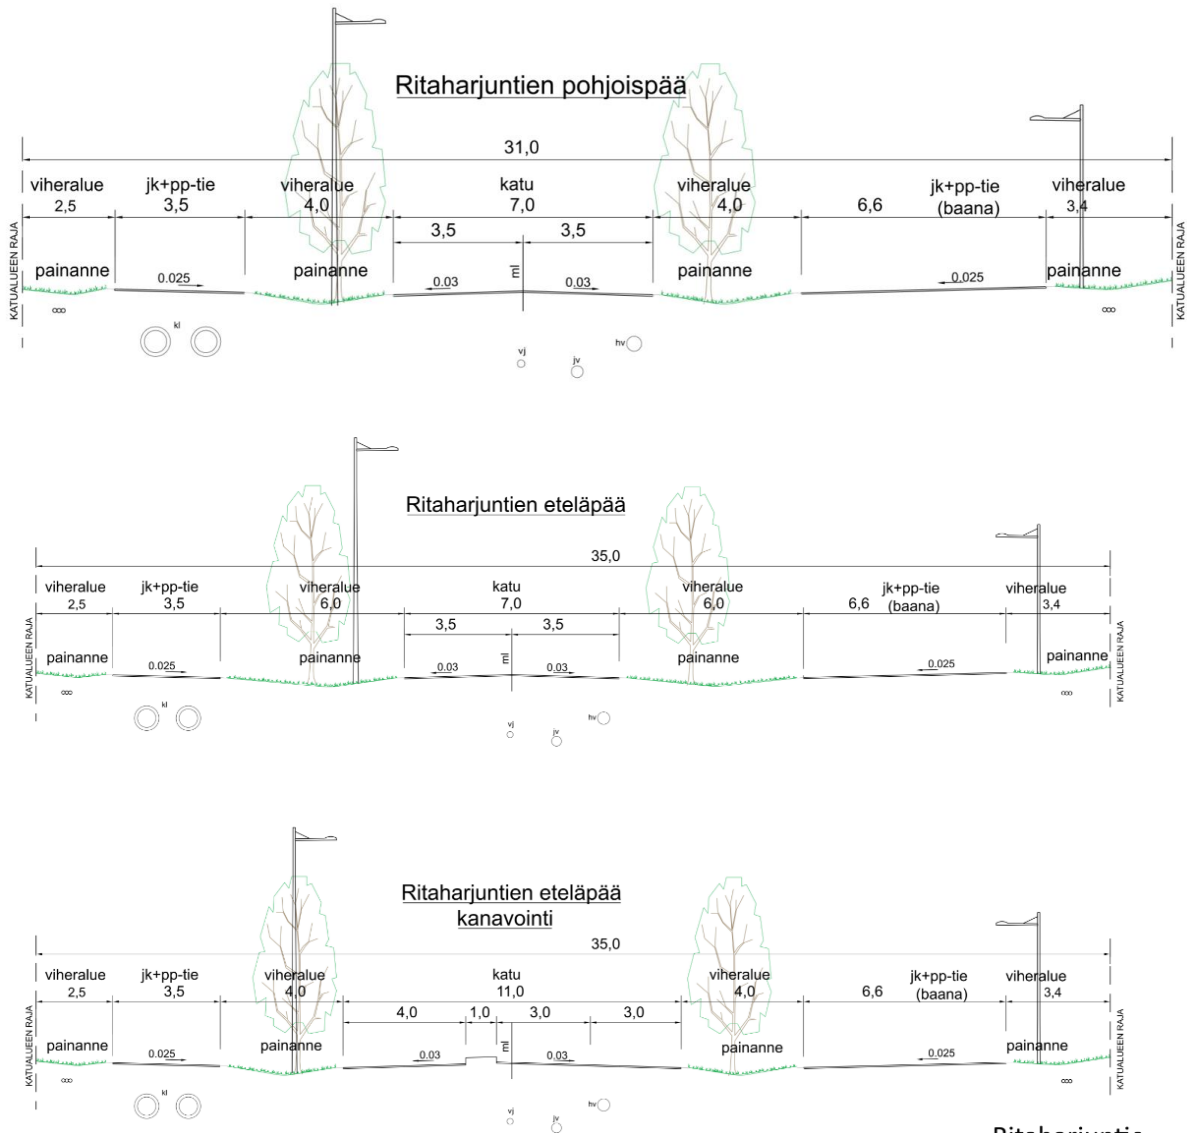 Ritaharjuntien pohjoispää
31,0
viheralue jk+pp-tie viheralue katu viheralue jk+pp-tie viheralue
2,5 3,5 4,0 7,0 4,0 6,6 (baana) 3,4
3,5 3,5
painanne 0.025 painanne 0.03 ml 0.03 painanne 0.025 painanne
KATUALUEEN RAJA
KATUALUEEN RAJA
kl
vj jv hv
Ritaharjuntien eteläpää
35,0
viheralue jk+pp-tie viheralue katu viheralue jk+pp-tie viheralue
2,5 3,5 6,0 7,0 6,0 6,6 (baana) 3,4
3,5 3,5
painanne 0.025 painanne 0.03 ml 0.03 painanne 0.025 painanne
KATUALUEEN RAJA
KATUALUEEN RAJA
kl
vj jv hv
Ritaharjuntien eteläpää
kanavointi
35,0
viheralue jk+pp-tie viheralue katu viheralue jk+pp-tie viheralue
2,5 3,5 4,0 11,0 4,0 6,6 (baana) 3,4
4,0 1,0 3,0 3,0
painanne 0.025 painanne 0.03 ml 0.03 painanne 0.025 painanne
KATUALUEEN RAJA
KATUALUEEN RAJA
kl
vj jv hv
Ritaharjuntie